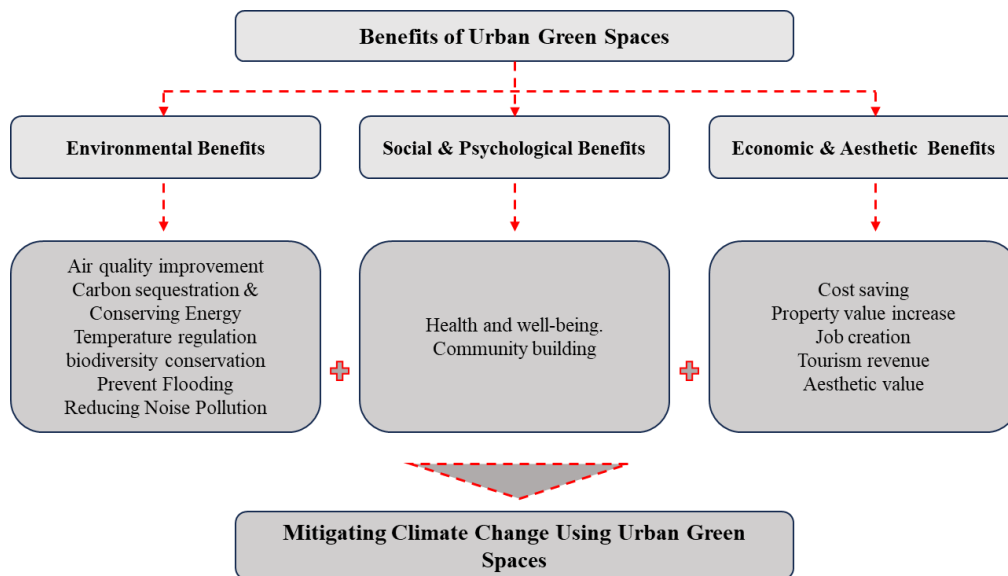 Benefits of Urban Green Spaces
Environmental Benefits
Social & Psychological Benefits
Economic & Aesthetic Benefits
Air quality improvement
Carbon sequestration &
Conserving Energy
Temperature regulation
biodiversity conservation
Prevent Flooding
Reducing Noise Pollution
Health and well-being.
Community building
Cost saving
Property value increase
Job creation
Tourism revenue
Aesthetic value
Mitigating Climate Change Using Urban Green
Spaces